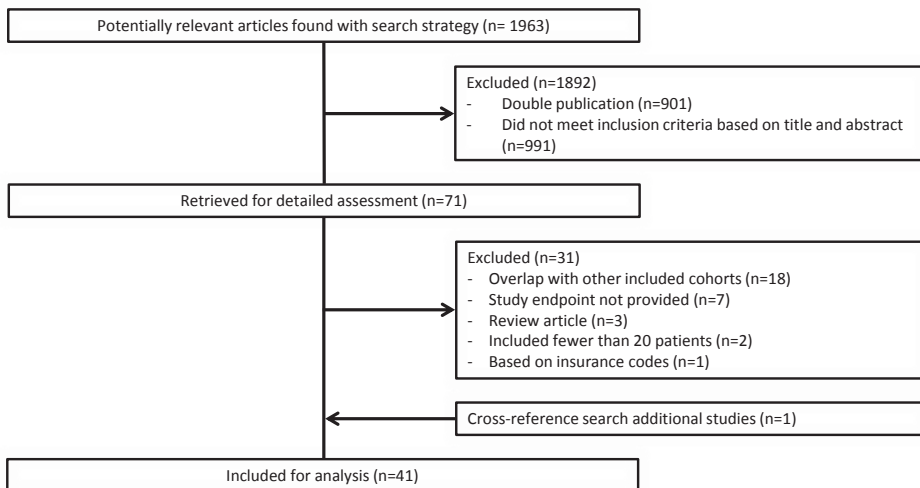 Potentially relevant articles found with search strategy (n= 1963)
Excluded (n=1892)
- Double publication (n=901)
- Did not meet inclusion criteria based on title and abstract
(n=991)
Retrieved for detailed assessment (n=71)
Excluded (n=31)
- Overlap with other included cohorts (n=18)
- Study endpoint not provided (n=7)
- Review article (n=3)
- Included fewer than 20 patients (n=2)
- Based on insurance codes (n=1)
Cross-reference search additional studies (n=1)
Included for analysis (n=41)